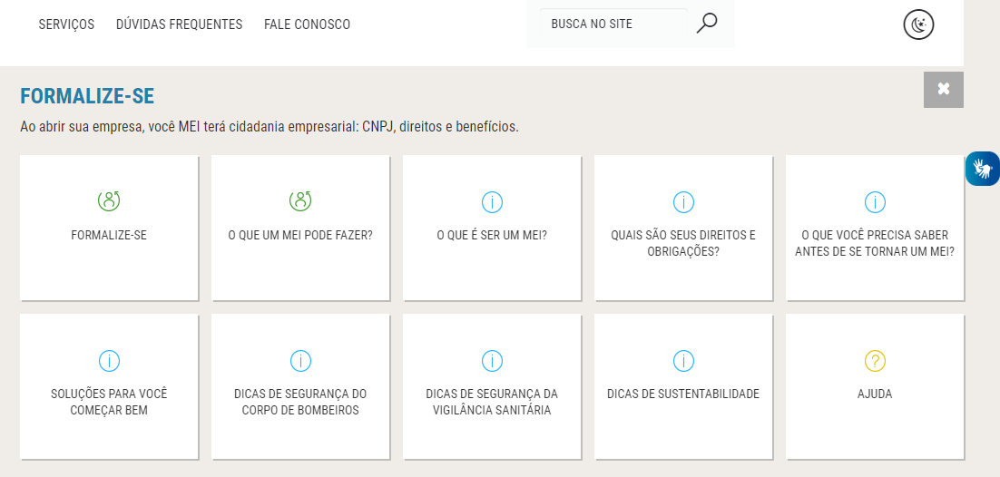 SERVIÇOS DÚVIDAS FREQUENTES FALE CONOSCO BUSCA NO SITE
FORMALIZE-SE
Ao abrir sua empresa, você MEI terá cidadania empresarial: CNPJ, direitos e benefícios.
FORMALIZE-SE
O QUE UM MEI PODE FAZER?
O QUE É SER UM MEI?
QUAIS SÃO SEUS DIREITOS E
OBRIGAÇÕES?
O QUE VOCÊ PRECISA SABER
ANTES DE SE TORNAR UM MEI?
SOLUÇÕES PARA VOCÊ
COMEÇAR BEM
DICAS DE SEGURANÇA DO
CORPO DE BOMBEIROS
DICAS DE SEGURANÇA DA
VIGILÂNCIA SANITÁRIA
DICAS DE SUSTENTABILIDADE
AJUDA